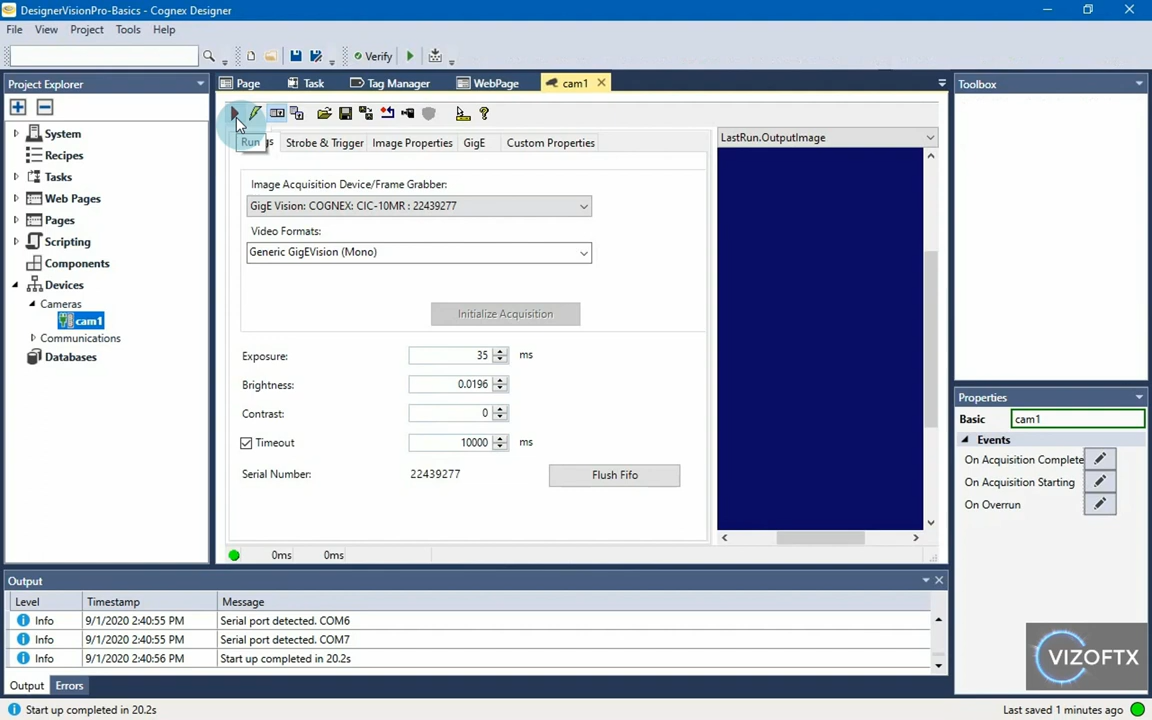 DesignerVisionPro-Basics - Cognex Designer
File View Project Tools Help
Verify
Project Explorer
System
Recipes
Tasks
Web Pages
Pages
Scripting
Components
Devices
Cameras
cam1
Communications
Databases
Page Task Tag Manager WebPage cam1
Run
gs Strobe & Trigger Image Properties GigE Custom Properties
Image Acquisition Device/Frame Grabber:
GigE Vision: COGNEX: CIC-10MR : 22439277
Video Formats:
Generic GigEVision (Mono)
Initialize Acquisition
Exposure: 35 ms
Brightness: 0.0196
Contrast: 0
Timeout 10000 ms
Serial Number: 22439277 Flush Fifo
0ms 0ms
LastRun.OutputImage
Toolbox
Properties
Basic cam1
Events
On Acquisition Complete
On Acquisition Starting
On Overrun
Output
Level Timestamp Message
Info 9/1/2020 2:40:55 PM Serial port detected. COM6
Info 9/1/2020 2:40:55 PM Serial port detected. COM7
Info 9/1/2020 2:40:56 PM Start up completed in 20.2s
Output Errors
VIZOFTX
Start up completed in 20.2s
Last saved 1 minutes ago